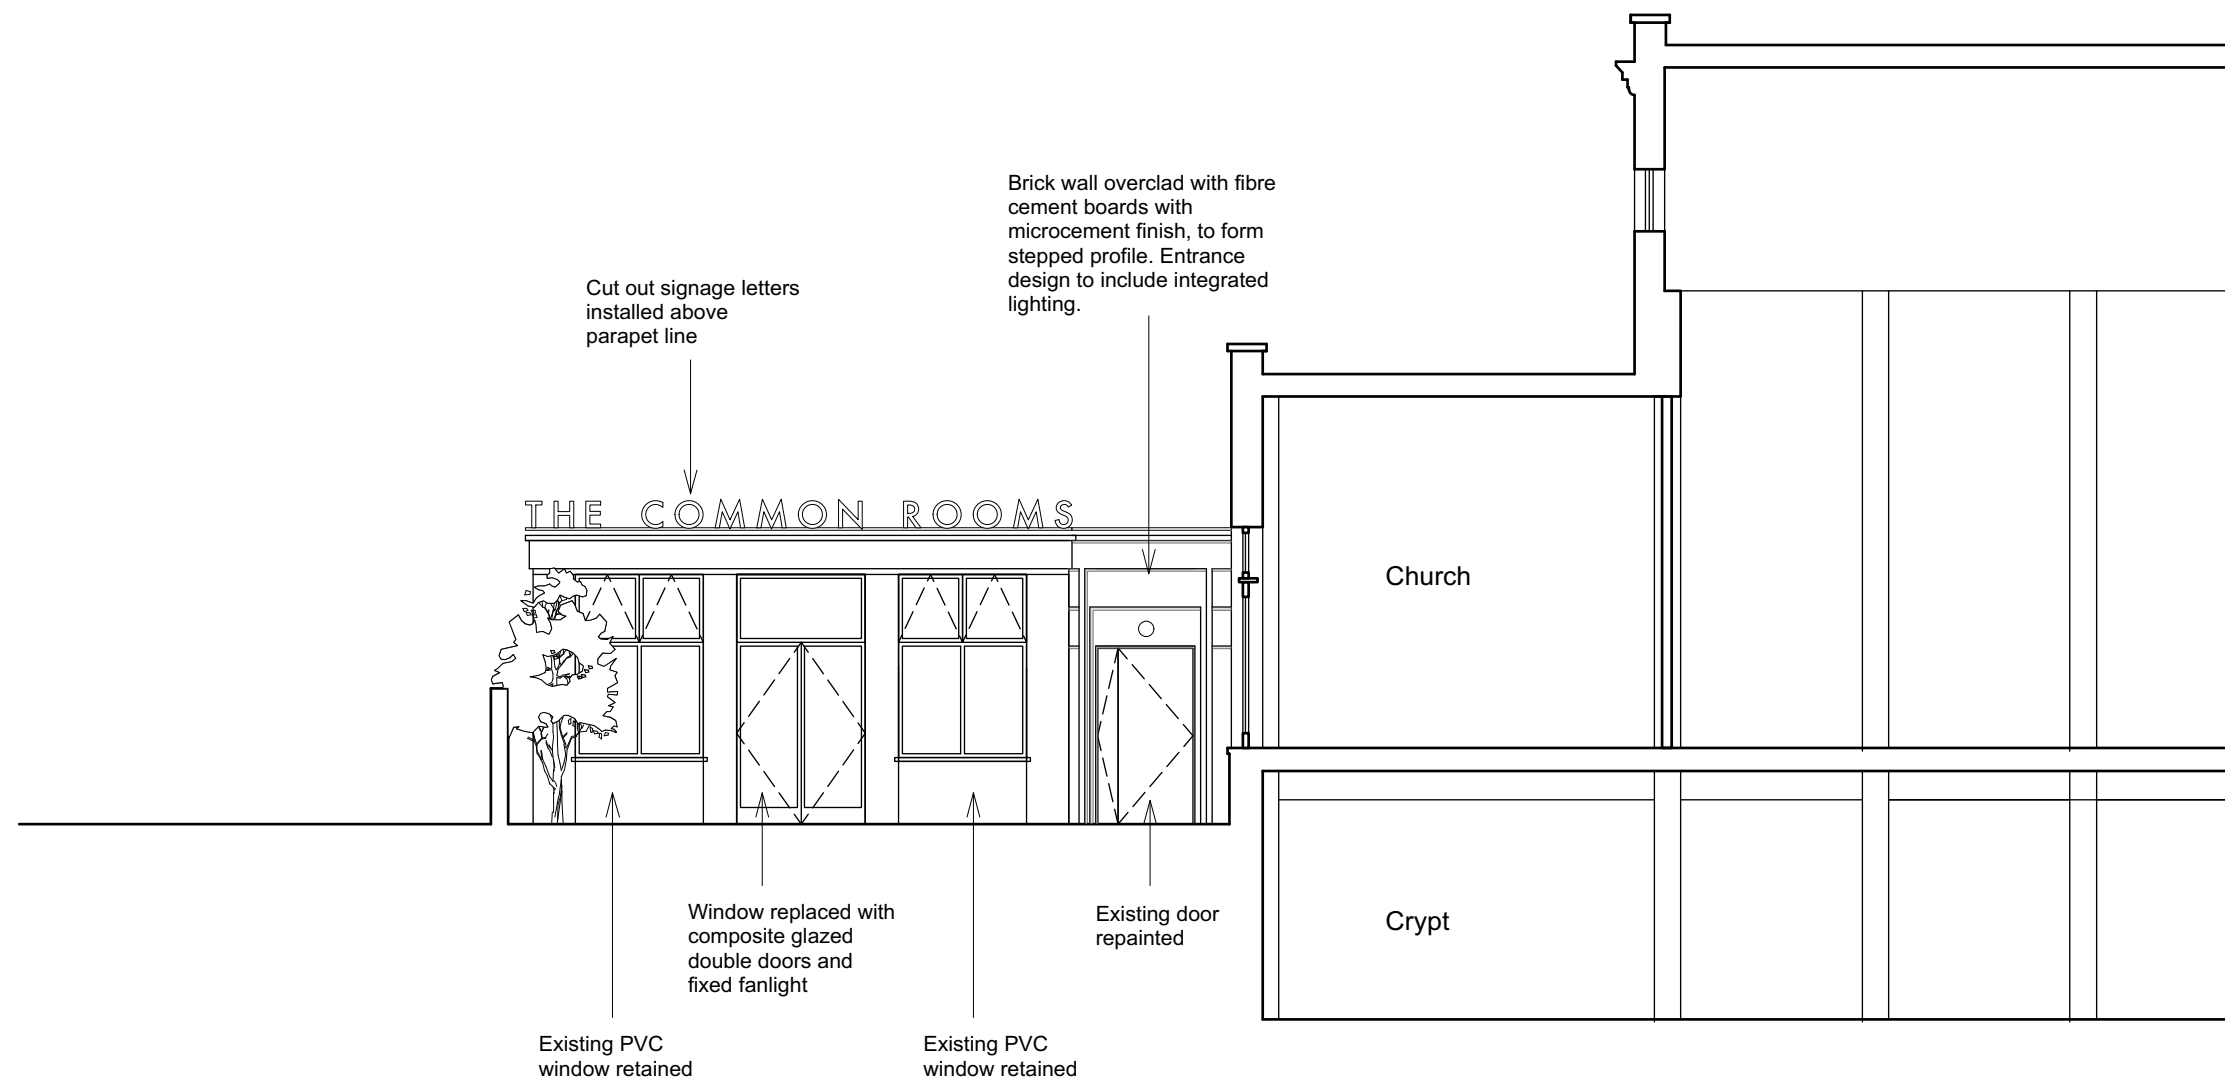 Brick wall overclad with fibre
cement boards with
microcement finish, to form
stepped profile. Entrance
design to include integrated
lighting.
Cut out signage letters
installed above
parapet line
THE COMMON ROOMS
Church
Crypt
Window replaced with
composite glazed
double doors and
fixed fanlight
Existing door
repainted
Existing PVC
window retained
Existing PVC
window retained